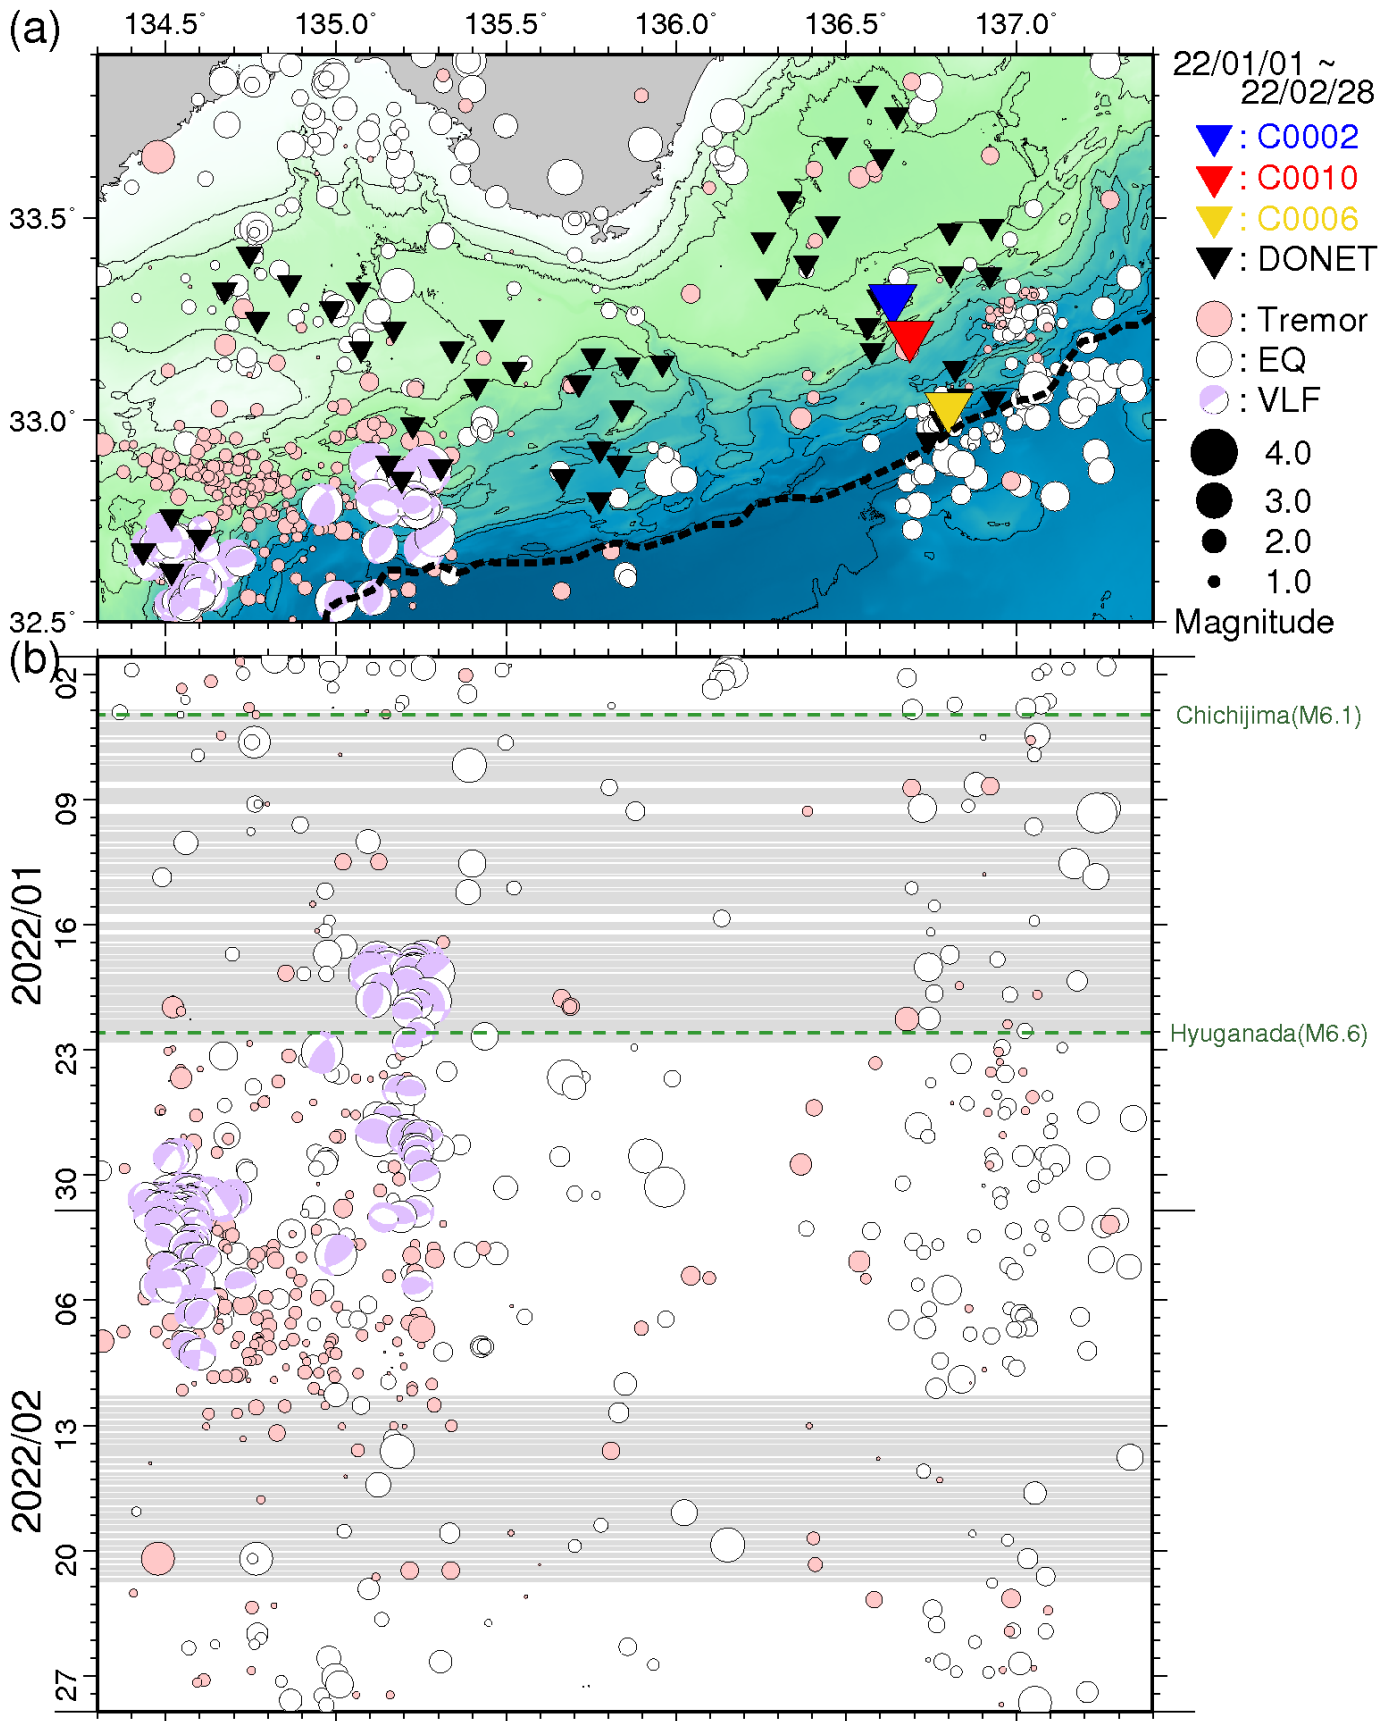 (a)
134.5° 135.0° 135.5° 136.0° 136.5° 137.0°
33.5°
33.0°
32.5°
22/01/01 ~
22/02/28
: C0002
: C0010
: C0006
: DONET
: Tremor
: EQ
: VLF
4.0
3.0
2.0
1.0
Magnitude
(b)
02
09
16
23
30
06
13
20
27
2022/01
2022/02
Chichijima(M6.1)
Hyuganada(M6.6)